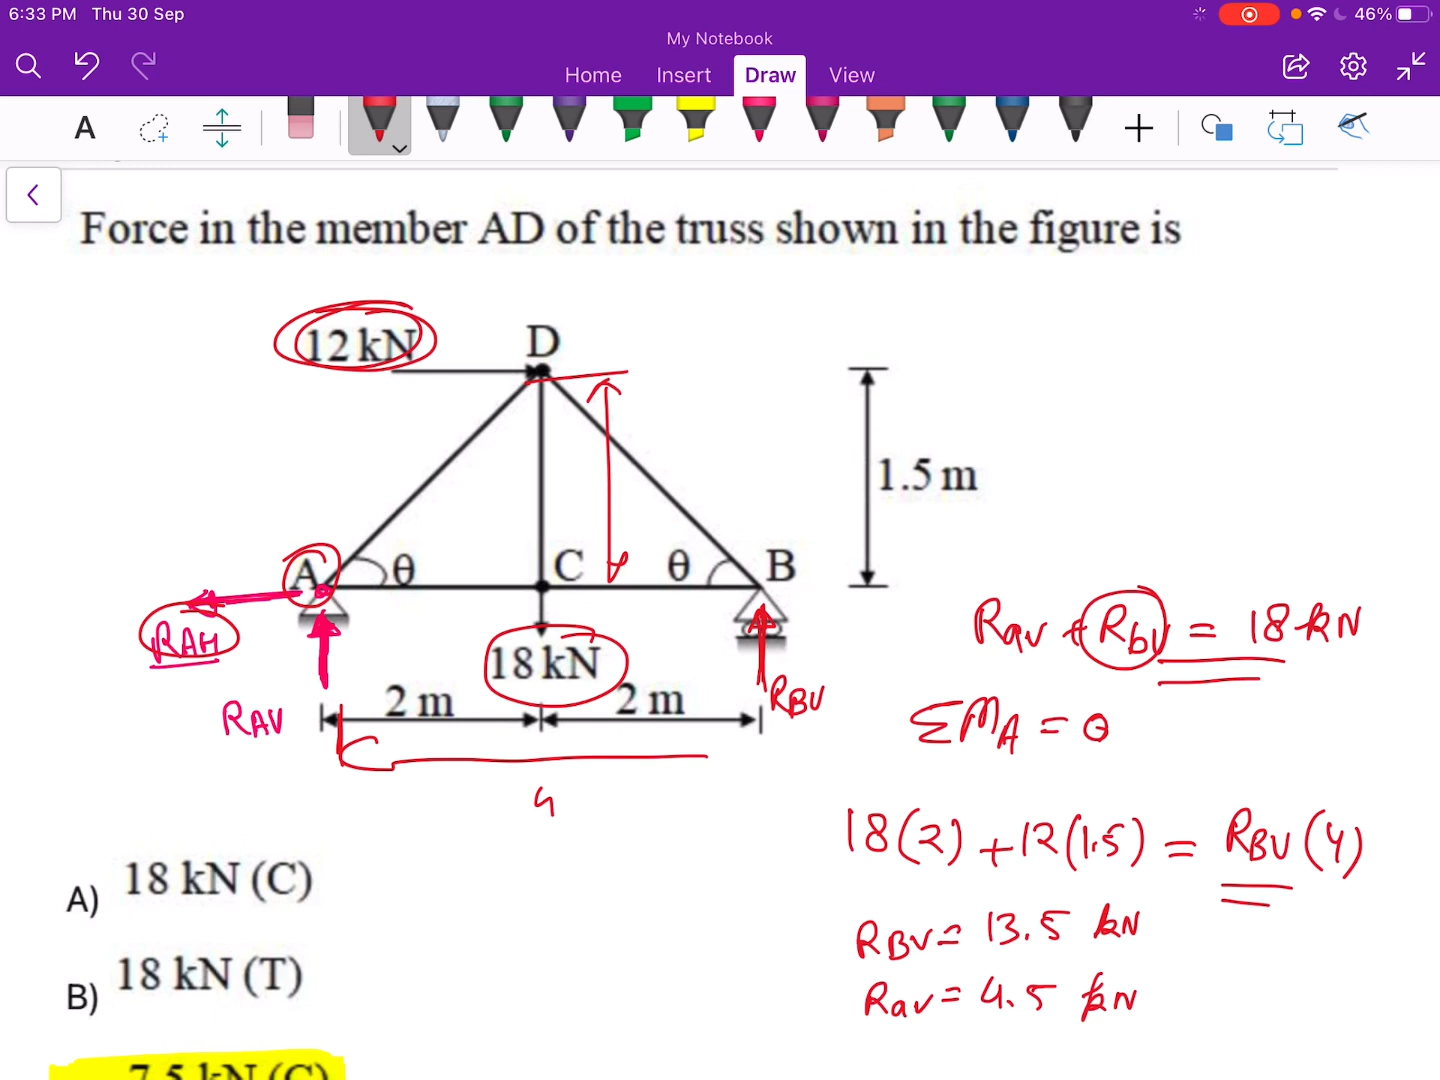 6:33 PM Thu 30 Sep
46%
My Notebook
Home Insert Draw View
A
Force in the member AD of the truss shown in the figure is
12 kN
D
1.5 m
A θ C θ B
RAH
18 kN
RAV
2 m 2 m
RBV
4
Rav + Rbv = 18 kN
ΣMA = 0
18(2) + 12(1.5) = RBV(4)
RBV = 13.5 kN
Rav = 4.5 kN
A) 18 kN (C)
B) 18 kN (T)
7.5 kN (C)